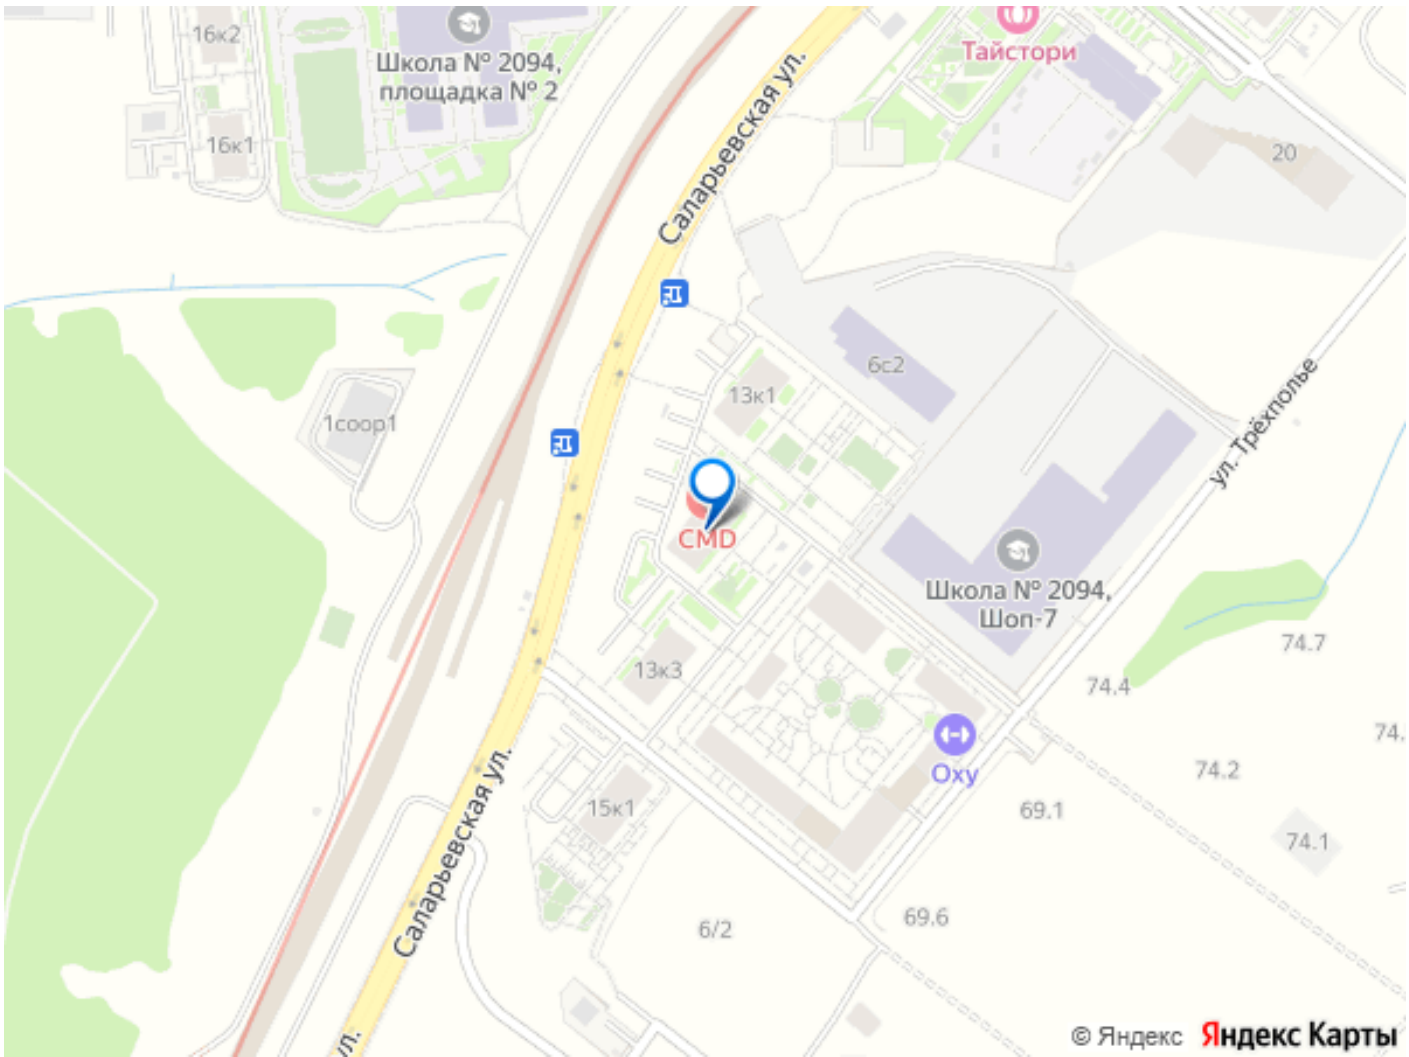 16к2
Школа № 2094,
площадка № 2
Тайстори
Саларьевская ул.
16к1
20
6с2
13к1
1соор1
ул. Трёхполье
CMD
Школа № 2094,
Шоп-7
13к3
74.7
74.4
74.
Oxy
74.2
15к1
69.1
74.1
Саларьевская ул.
69.6
6/2
ул.
© Яндекс Яндекс Карты